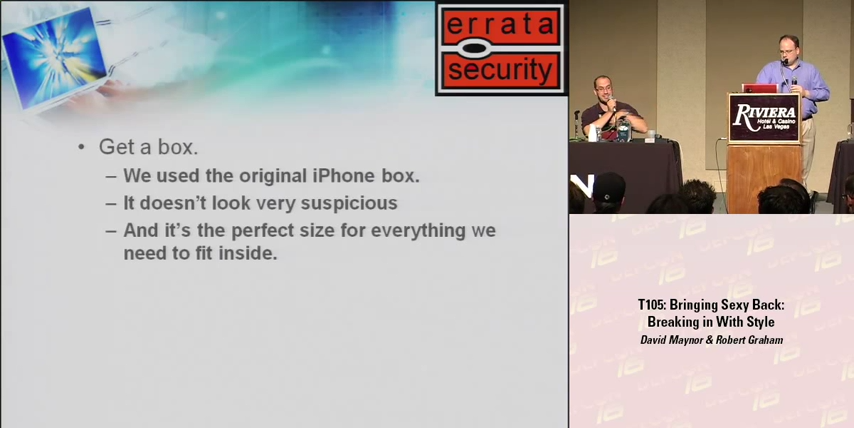 errata
security
• Get a box.
– We used the original iPhone box.
– It doesn't look very suspicious
– And it's the perfect size for everything we
need to fit inside.
RIVIERA
Hotel & Casino
Las Vegas
N
T105: Bringing Sexy Back:
Breaking in With Style
David Maynor & Robert Graham